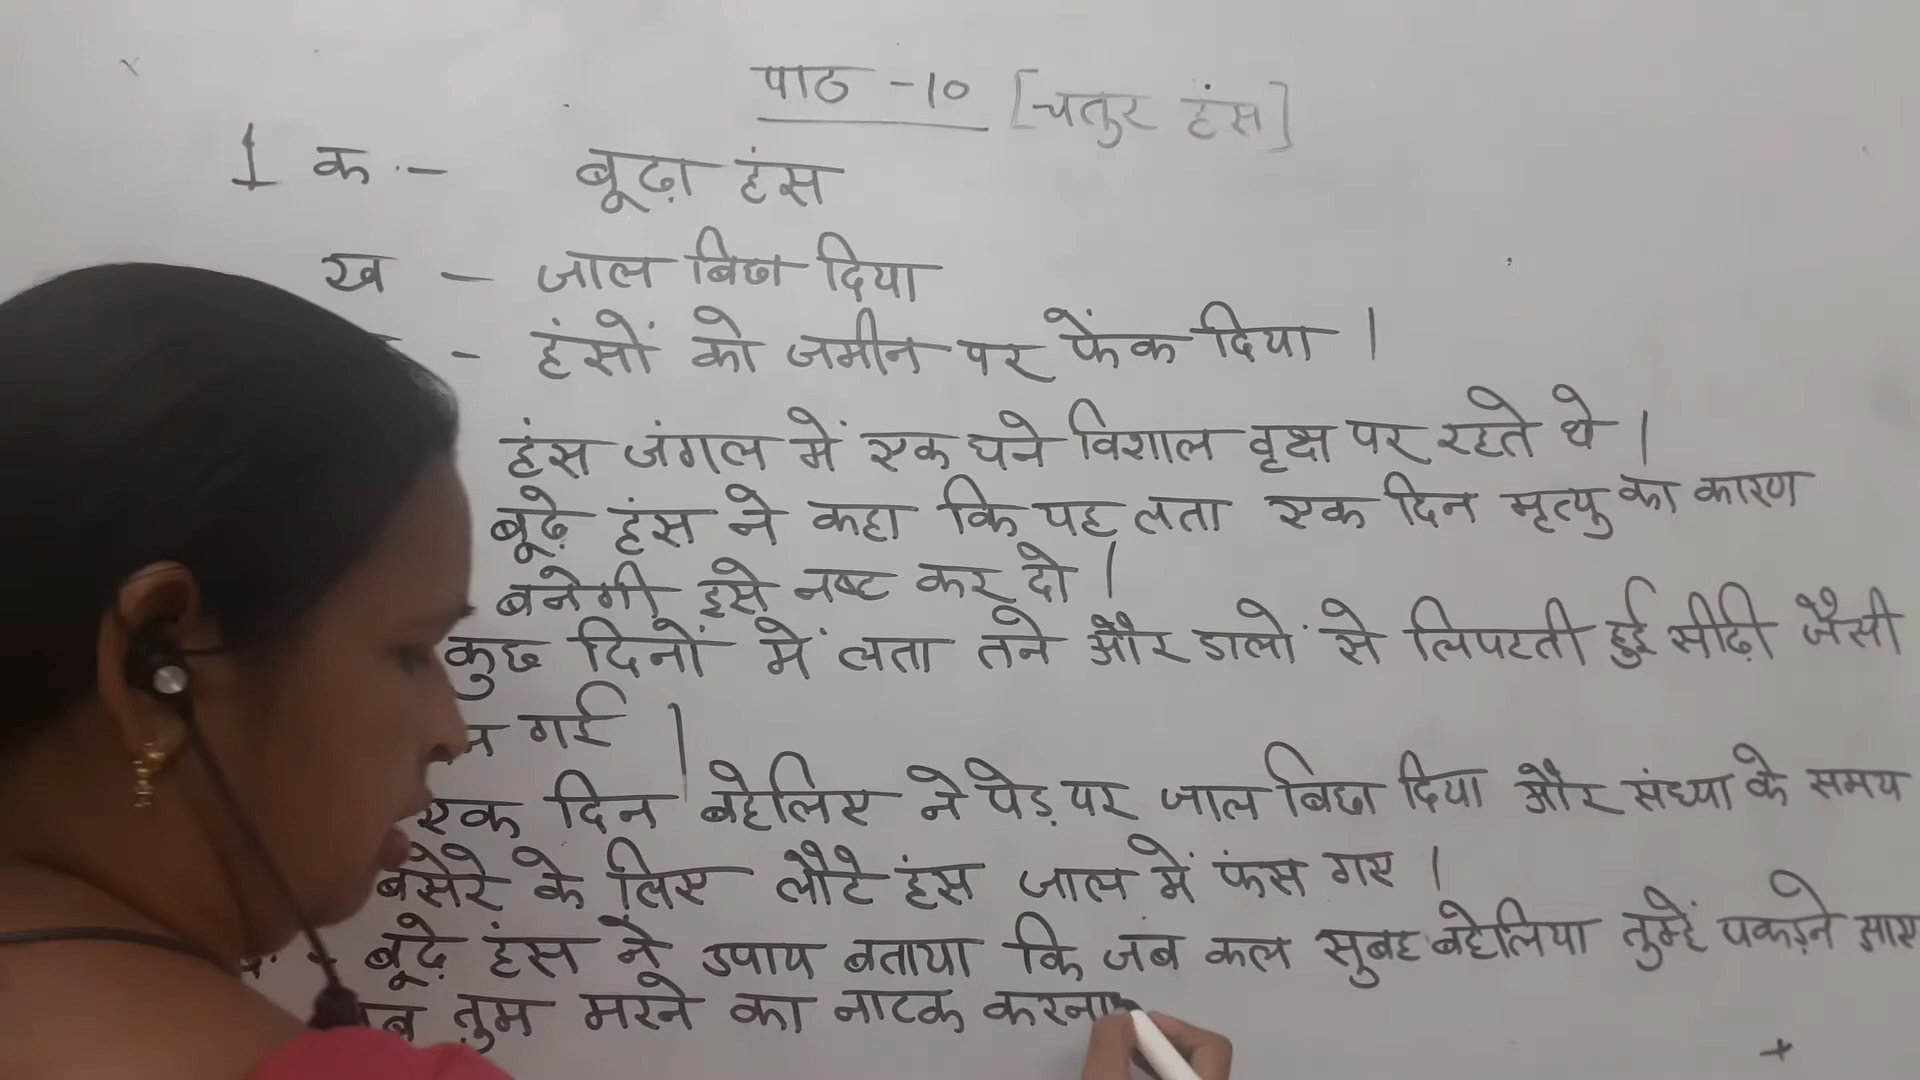 पाठ -१० [चतुर हंस]
1 क - बूढ़ा हंस
ख - जाल बिछा दिया
- हंसों को जमीन पर फेंक दिया |
हंस जंगल में एक घने विशाल वृक्ष पर रहते थे |
बूढ़े हंस ने कहा कि यह लता एक दिन मृत्यु का कारण
बनेगी इसे नष्ट कर दो |
कुछ दिनों में लता तने और डालों से लिपटती हुई सीढ़ी जैसी
गई |
एक दिन बहेलिए ने पेड़ पर जाल बिछा दिया और संध्या के समय
बसेरे के लिए लौटे हंस जाल में फंस गए |
बूढ़े हंस ने उपाय बताया कि जब कल सुबह बहेलिया तुम्हें पकड़ने आए
तुम मरने का नाटक करना